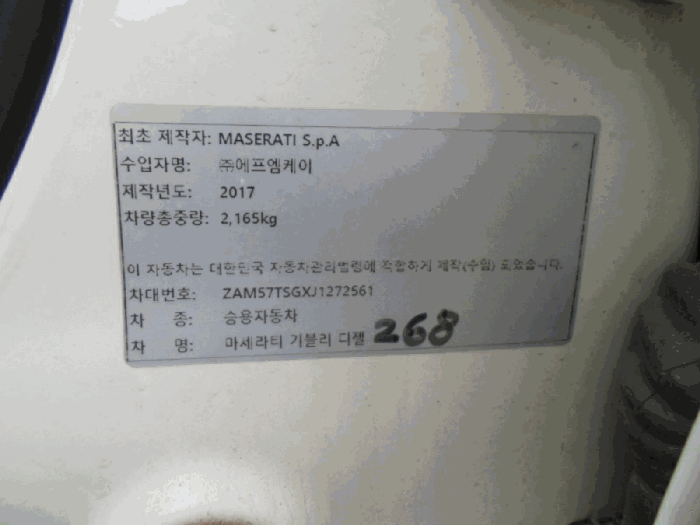 최초 제작자: MASERATI S.p.A
수입자명: ㈜에프엠케이
제작년도: 2017
차량총중량: 2,165kg
이 자동차는 대한민국 자동차관리법령에 적합하게 제작(수입) 되었습니다.
차대번호: ZAM57TSGXJ1272561
차 종: 승용자동차
차 명: 마세라티 기블리 디젤 268